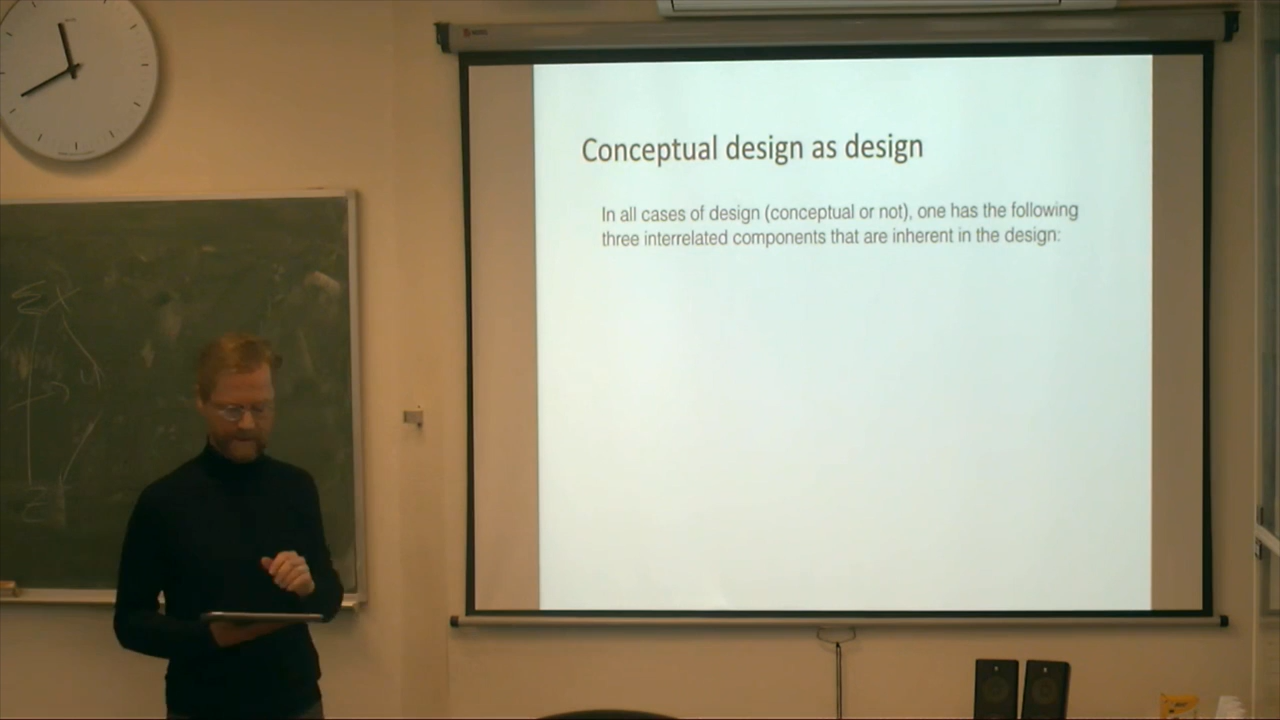 Conceptual design as design
In all cases of design (conceptual or not), one has the following
three interrelated components that are inherent in the design: